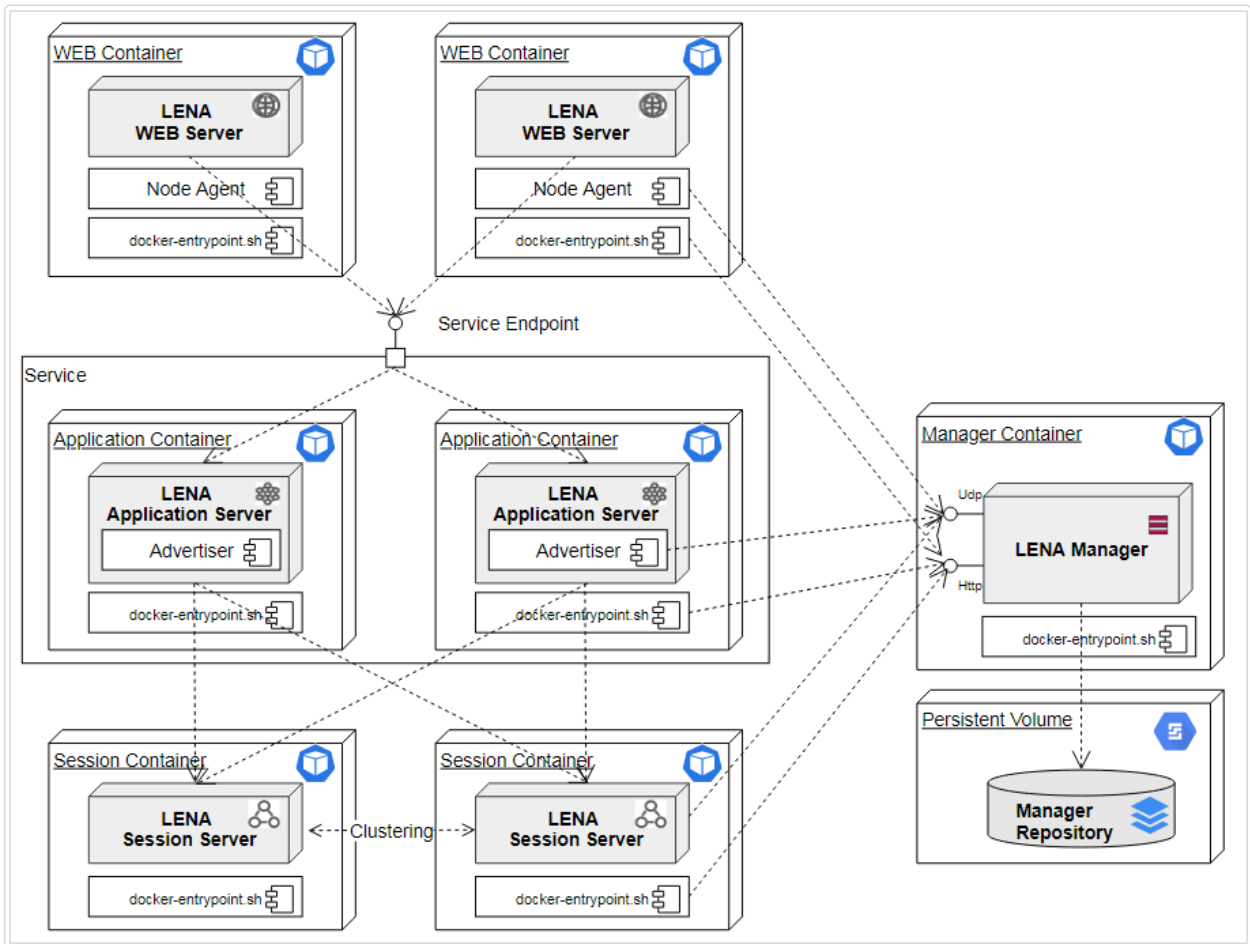 WEB Container
LENA
WEB Server
Node Agent
docker-entrypoint.sh
WEB Container
LENA
WEB Server
Node Agent
docker-entrypoint.sh
Service Endpoint
Service
Application Container
LENA
Application Server
Advertiser
docker-entrypoint.sh
Application Container
LENA
Application Server
Advertiser
docker-entrypoint.sh
Manager Container
Udp
LENA Manager
Http
docker-entrypoint.sh
Session Container
LENA
Session Server
docker-entrypoint.sh
Clustering
Session Container
LENA
Session Server
docker-entrypoint.sh
Persistent Volume
Manager
Repository